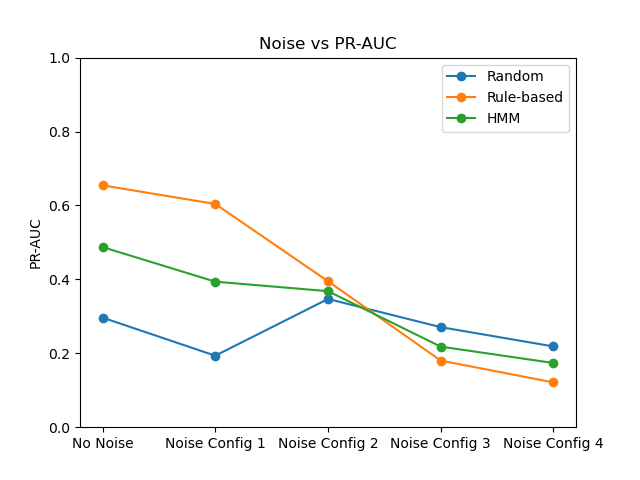 Noise vs PR-AUC
Random
Rule-based
HMM
PR-AUC
1.0
0.8
0.6
0.4
0.2
0.0
No Noise
Noise Config 1
Noise Config 2
Noise Config 3
Noise Config 4